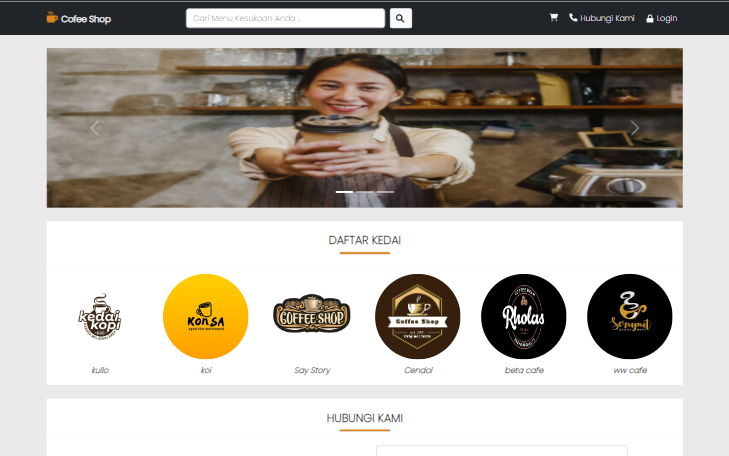 Cofee Shop
Cari Menu Kesukaan Anda ..
Hubungi Kami
Login
DAFTAR KEDAI
kedai kopi
KONSA
COFFEE SHOP
Coffee Shop
Rholas
Seruput
kullo
koi
Say Story
Cendol
beta cafe
ww cafe
HUBUNGI KAMI